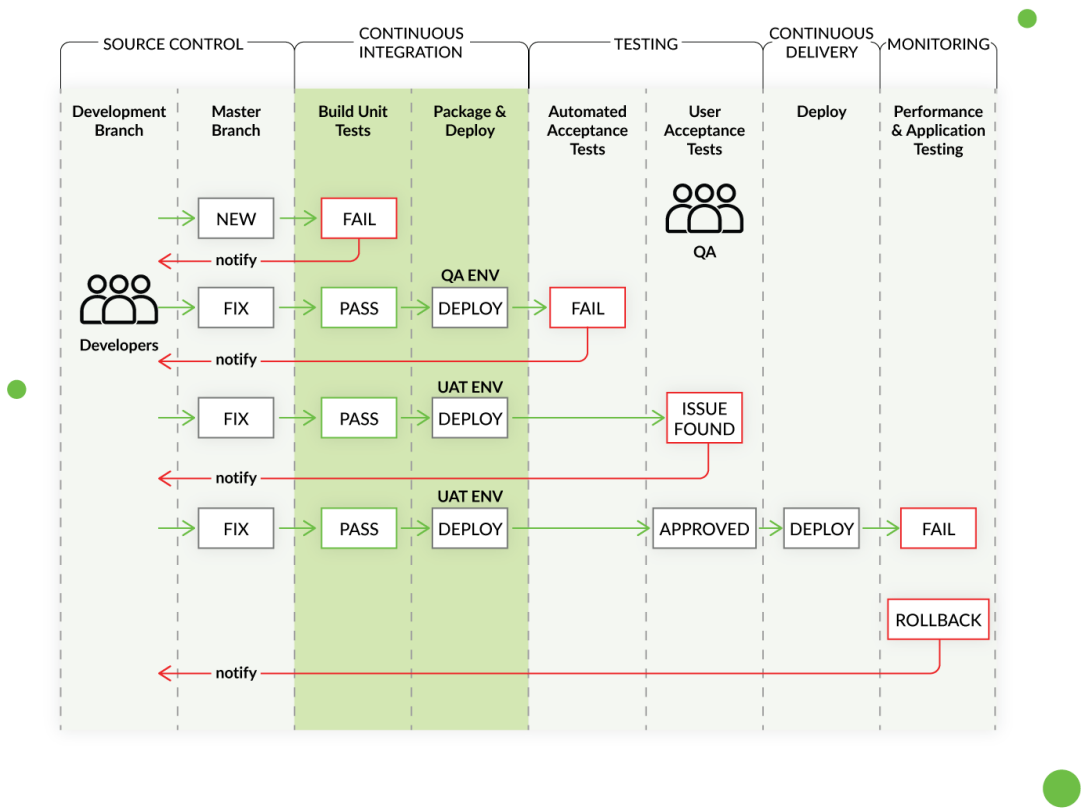 SOURCE CONTROL
CONTINUOUS
INTEGRATION
TESTING
CONTINUOUS
DELIVERY
MONITORING
Development
Branch
Master
Branch
Build Unit
Tests
Package &
Deploy
Automated
Acceptance
Tests
User
Acceptance
Tests
Deploy
Performance
& Application
Testing
NEW
FAIL
QA
notify
QA ENV
FIX
PASS
DEPLOY
FAIL
Developers
notify
UAT ENV
FIX
PASS
DEPLOY
ISSUE
FOUND
notify
UAT ENV
FIX
PASS
DEPLOY
APPROVED
DEPLOY
FAIL
ROLLBACK
notify